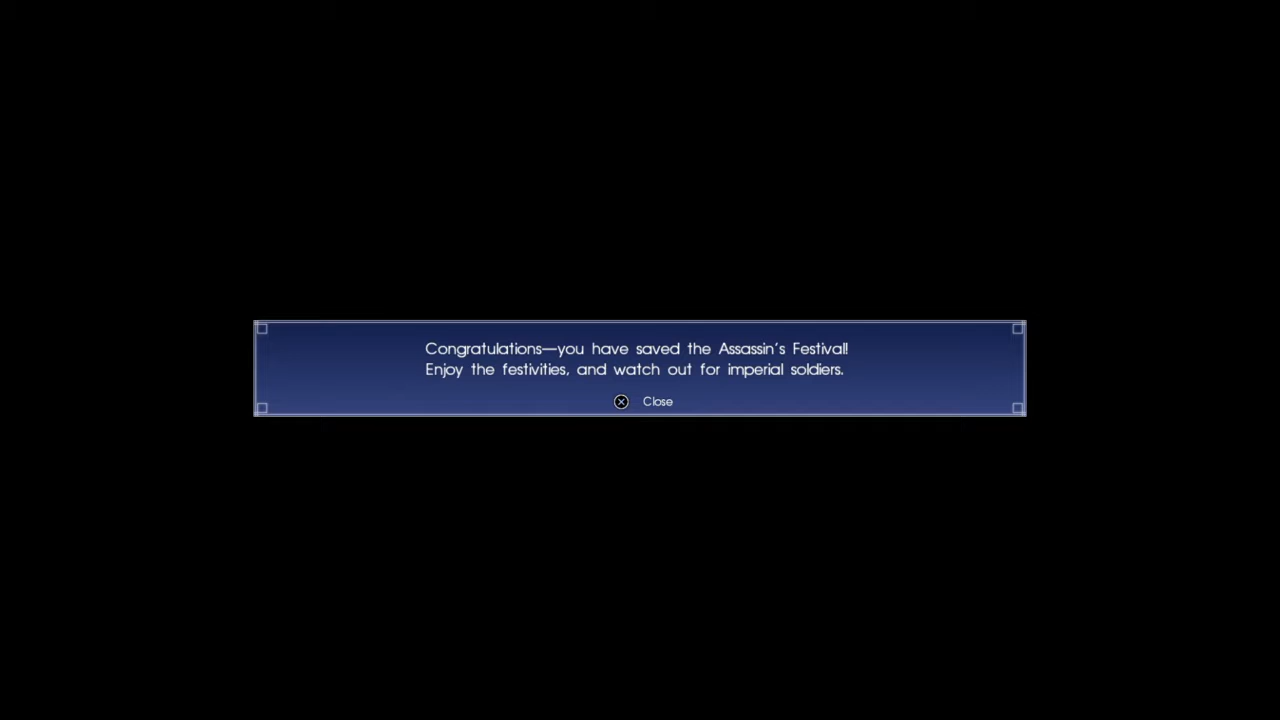 Congratulations—you have saved the Assassin's Festival!
Enjoy the festivities, and watch out for imperial soldiers.
Close